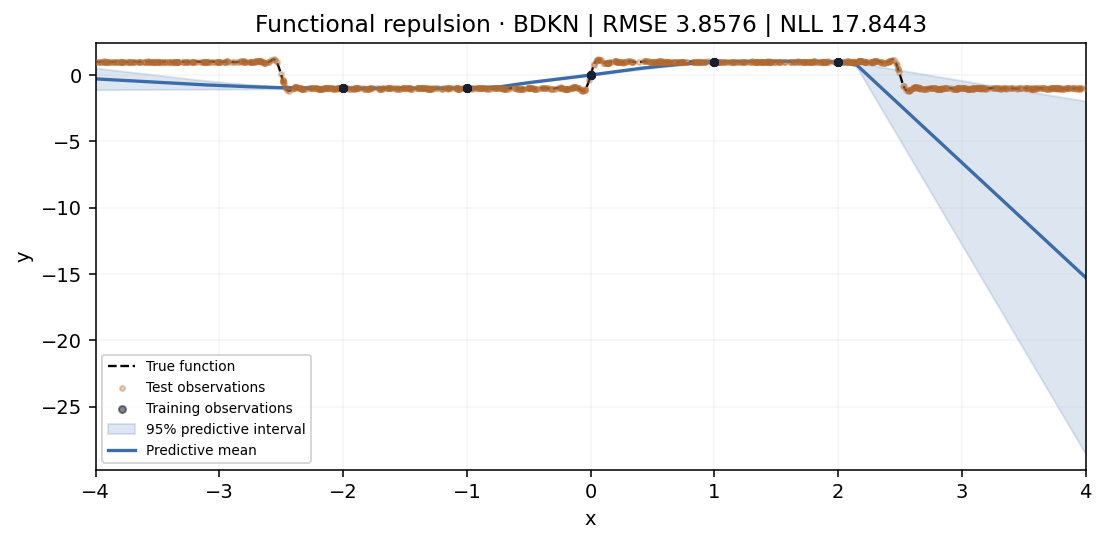 Functional repulsion · BDKN | RMSE 3.8576 | NLL 17.8443
0
−5
−10
−15
−20
−25
y
True function
Test observations
Training observations
95% predictive interval
Predictive mean
−4
−3
−2
−1
0
1
2
3
4
x